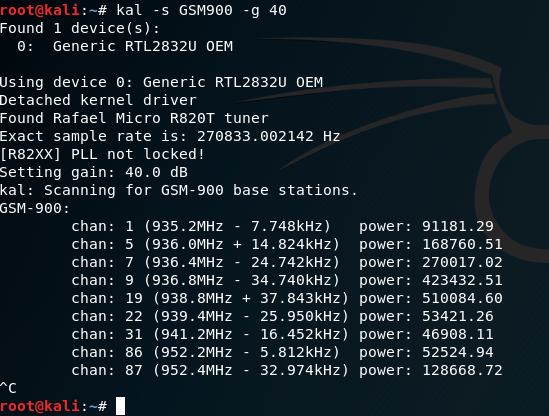 root@kali:~# kal -s GSM900 -g 40
Found 1 device(s):
  0:  Generic RTL2832U OEM

Using device 0: Generic RTL2832U OEM
Detached kernel driver
Found Rafael Micro R820T tuner
Exact sample rate is: 270833.002142 Hz
[R82XX] PLL not locked!
Setting gain: 40.0 dB
kal: Scanning for GSM-900 base stations.
GSM-900:
        chan: 1 (935.2MHz - 7.748kHz)   power: 91181.29
        chan: 5 (936.0MHz + 14.824kHz)  power: 168760.51
        chan: 7 (936.4MHz - 24.742kHz)  power: 270017.02
        chan: 9 (936.8MHz - 34.740kHz)  power: 423432.51
        chan: 19 (938.8MHz + 37.843kHz) power: 510084.60
        chan: 22 (939.4MHz - 25.950kHz) power: 53421.26
        chan: 31 (941.2MHz - 16.452kHz) power: 46908.11
        chan: 86 (952.2MHz - 5.812kHz)  power: 52524.94
        chan: 87 (952.4MHz - 32.974kHz) power: 128668.72
^C
root@kali:~#